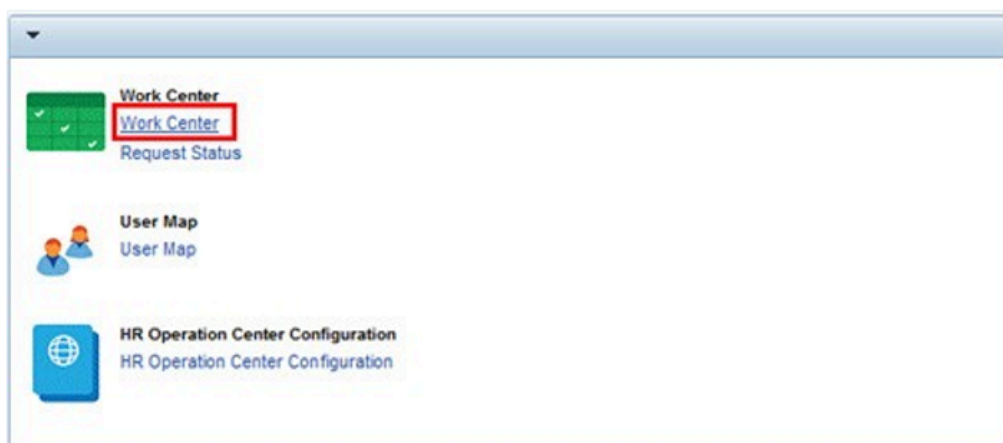 Work Center
Work Center
Request Status
User Map
User Map
HR Operation Center Configuration
HR Operation Center Configuration